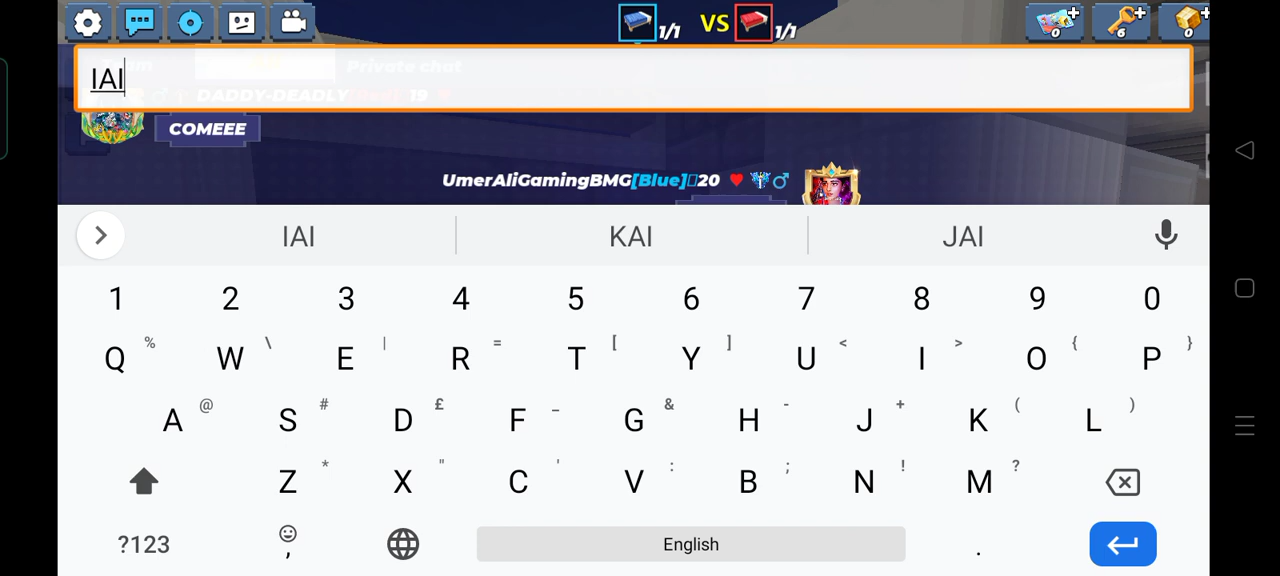 1/1 VS 1/1
0 6 0
Private chat
IAI
DADDY-DEADLY 19
COMEEE
UmerAliGamingBMG[Blue] 20
IAI KAI JAI
1 2 3 4 5 6 7 8 9 0
Q % W \ E | R = T [ Y ] U < I > O { P }
A @ S # D £ F _ G & H - J + K ( L )
Z * X " C ' V : B ; N ! M ?
?123 , English .